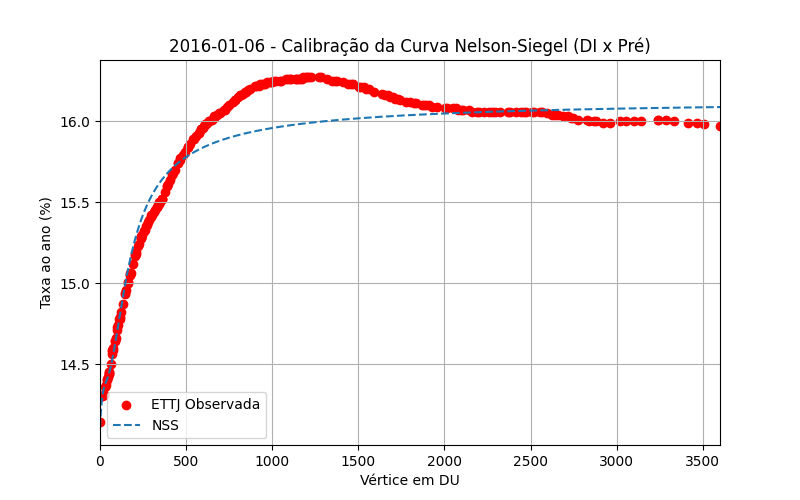 2016-01-06 - Calibração da Curva Nelson-Siegel (DI x Pré)
Taxa ao ano (%)
16.0
15.5
15.0
14.5
ETTJ Observada
NSS
0 500 1000 1500 2000 2500 3000 3500
Vértice em DU